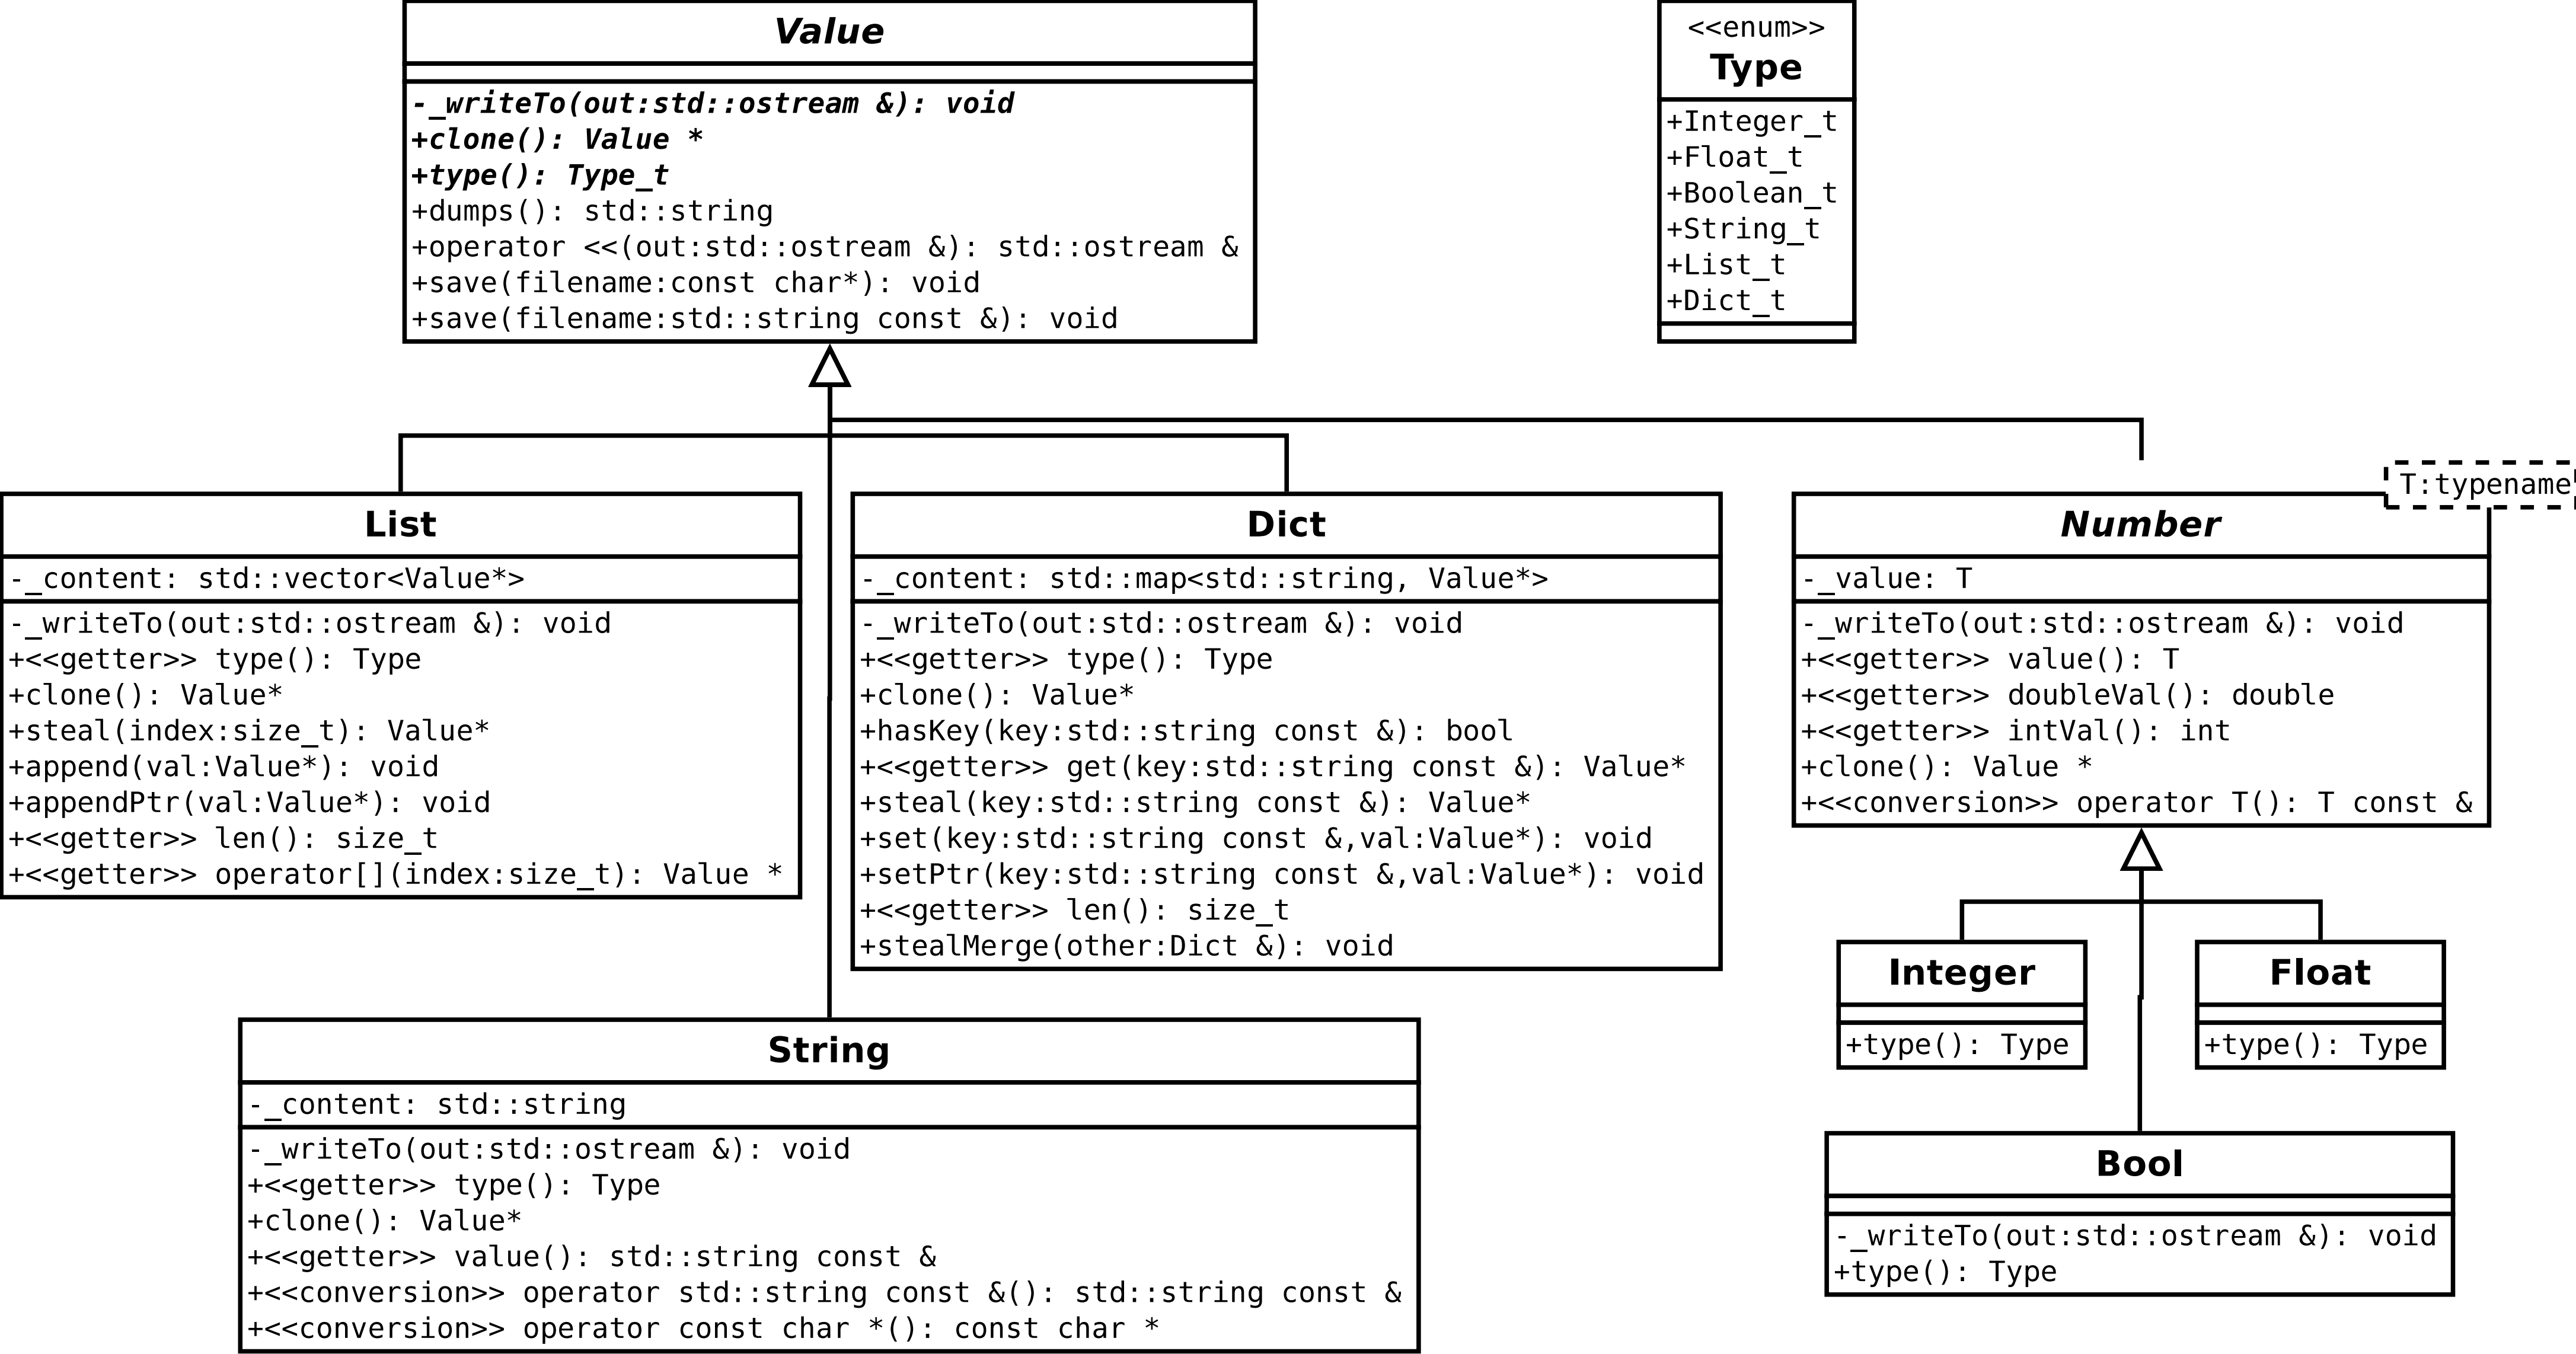 Value
-_writeTo(out:std::ostream &): void
+clone(): Value *
+type(): Type_t
+dumps(): std::string
+operator <<(out:std::ostream &): std::ostream &
+save(filename:const char*): void
+save(filename:std::string const &): void
<<enum>>
Type
+Integer_t
+Float_t
+Boolean_t
+String_t
+List_t
+Dict_t
List
-_content: std::vector<Value*>
-_writeTo(out:std::ostream &): void
+<<getter>> type(): Type
+clone(): Value*
+steal(index:size_t): Value*
+append(val:Value*): void
+appendPtr(val:Value*): void
+<<getter>> len(): size_t
+<<getter>> operator[](index:size_t): Value *
Dict
-_content: std::map<std::string, Value*>
-_writeTo(out:std::ostream &): void
+<<getter>> type(): Type
+clone(): Value*
+hasKey(key:std::string const &): bool
+<<getter>> get(key:std::string const &): Value*
+steal(key:std::string const &): Value*
+set(key:std::string const &,val:Value*): void
+setPtr(key:std::string const &,val:Value*): void
+<<getter>> len(): size_t
+stealMerge(other:Dict &): void
T:typename
Number
-_value: T
-_writeTo(out:std::ostream &): void
+<<getter>> value(): T
+<<getter>> doubleVal(): double
+<<getter>> intVal(): int
+clone(): Value *
+<<conversion>> operator T(): T const &
Integer
+type(): Type
Float
+type(): Type
String
-_content: std::string
-_writeTo(out:std::ostream &): void
+<<getter>> type(): Type
+clone(): Value*
+<<getter>> value(): std::string const &
+<<conversion>> operator std::string const &(): std::string const &
+<<conversion>> operator const char *(): const char *
Bool
-_writeTo(out:std::ostream &): void
+type(): Type